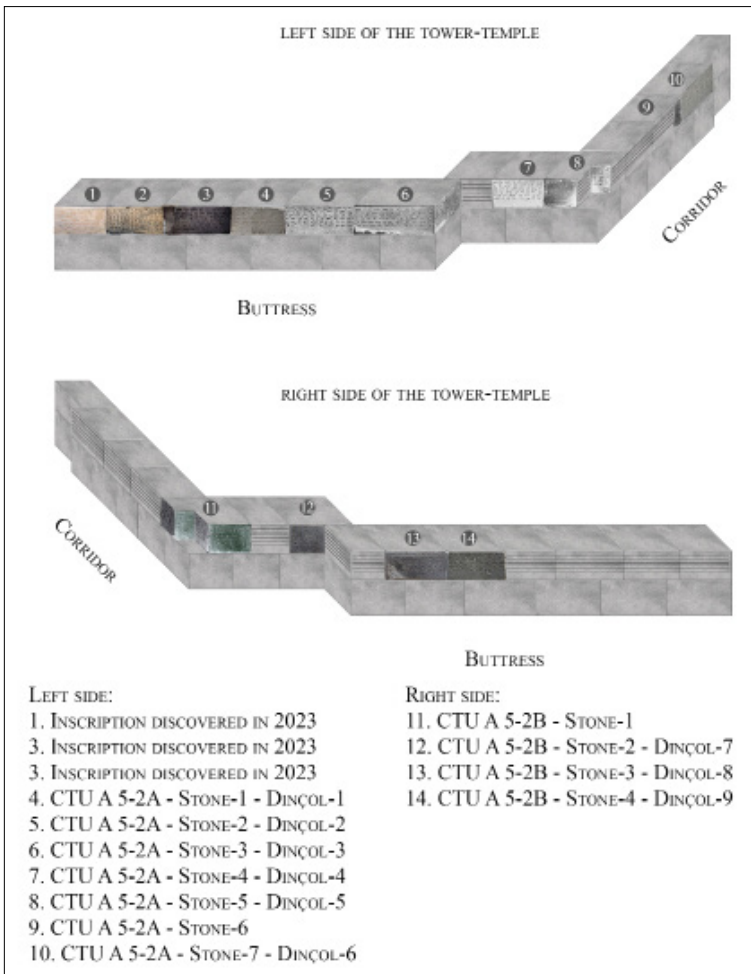 LEFT SIDE OF THE TOWER-TEMPLE
1 2 3 4 5 6 7 8 9 10
CORRIDOR
BUTTRESS
RIGHT SIDE OF THE TOWER-TEMPLE
11 12 13 14
CORRIDOR
BUTTRESS
LEFT SIDE:
1. INSCRIPTION DISCOVERED IN 2023
3. INSCRIPTION DISCOVERED IN 2023
3. INSCRIPTION DISCOVERED IN 2023
4. CTU A 5-2A - STONE-1 - DINÇOL-1
5. CTU A 5-2A - STONE-2 - DINÇOL-2
6. CTU A 5-2A - STONE-3 - DINÇOL-3
7. CTU A 5-2A - STONE-4 - DINÇOL-4
8. CTU A 5-2A - STONE-5 - DINÇOL-5
9. CTU A 5-2A - STONE-6
10. CTU A 5-2A - STONE-7 - DINÇOL-6
RIGHT SIDE:
11. CTU A 5-2B - STONE-1
12. CTU A 5-2B - STONE-2 - DINÇOL-7
13. CTU A 5-2B - STONE-3 - DINÇOL-8
14. CTU A 5-2B - STONE-4 - DINÇOL-9